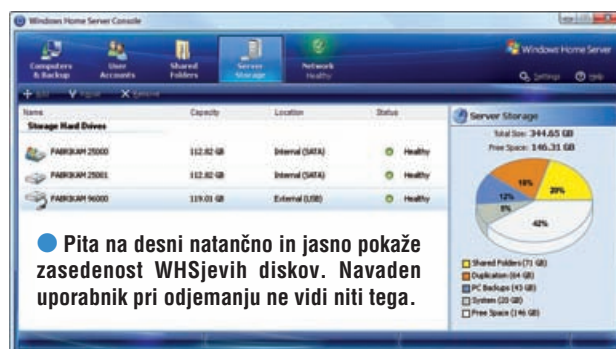 Windows Home Server Console
Computers & Backup
User Accounts
Shared Folders
Server Storage
Network
Healthy
Windows Home Server
Settings
Help
Add
Repair
Remove
Name Capacity Location Status
Storage Hard Drives
FABRIKAM 25000 112.82 GB Internal (SATA) Healthy
FABRIKAM 25001 112.82 GB Internal (SATA) Healthy
FABRIKAM 96000 119.01 GB External (USB) Healthy
Pita na desni natančno in jasno pokaže
zasedenost WHSjevih diskov. Navaden
uporabnik pri odjemanju ne vidi niti tega.
Server Storage
Total Size: 344.65 GB
Free Space: 146.31 GB
18%
20%
12%
42%
Shared Folders (71 GB)
Duplication (64 GB)
PC Backups (43 GB)
System (20 GB)
Free Space (146 GB)